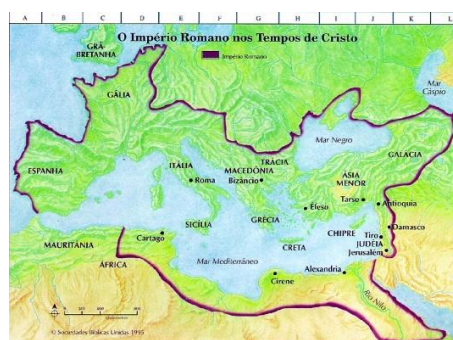 A B C D E F G H I J K L
O Império Romano nos Tempos de Cristo
Império Romano
GRÃ-
BRETANHA
GÁLIA
Mar
Cáspio
Mar Negro
ESPANHA
ITÁLIA
Roma
TRÁCIA
MACEDÔNIA
Bizâncio
GALÁCIA
ÁSIA
MENOR
Tarso
Antioquia
Éfeso
GRÉCIA
SICÍLIA
MAURITÂNIA
Cartago
CHIPRE
Damasco
Tiro
JUDÉIA
Jerusalém
CRETA
ÁFRICA
Mar Mediterrâneo
Alexandria
Cirene
Rio Nilo
© Sociedades Bíblicas Unidas 1995